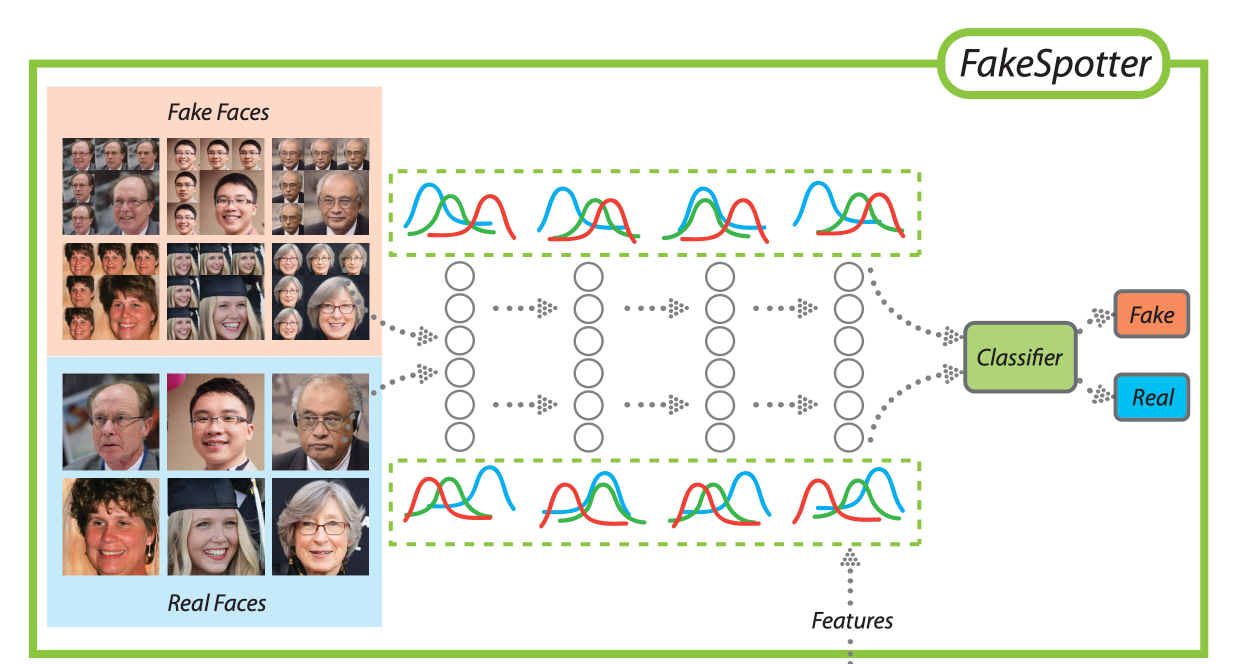 FakeSpotter
Fake Faces
Real Faces
Classifier
Fake
Real
Features